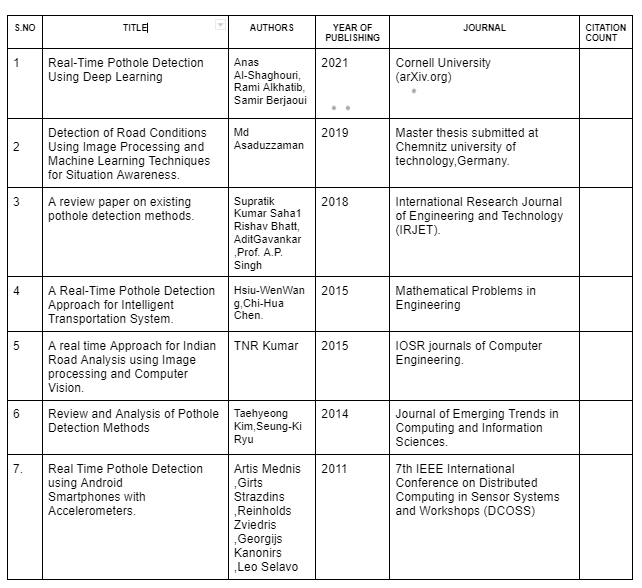 S.NO
TITLE
AUTHORS
YEAR OF
PUBLISHING
JOURNAL
CITATION
COUNT
1
Real-Time Pothole Detection
Using Deep Learning
Anas
Al-Shaghouri,
Rami Alkhatib,
Samir Berjaoui
2021
Cornell University
(arXiv.org)
2
Detection of Road Conditions
Using Image Processing and
Machine Learning Techniques
for Situation Awareness.
Md
Asaduzzaman
2019
Master thesis submitted at
Chemnitz university of
technology,Germany.
3
A review paper on existing
pothole detection methods.
Supratik
Kumar Saha1
Rishav Bhatt,
AditGavankar
,Prof. A.P.
Singh
2018
International Research Journal
of Engineering and Technology
(IRJET).
4
A Real-Time Pothole Detection
Approach for Intelligent
Transportation System.
Hsiu-WenWan
g,Chi-Hua
Chen.
2015
Mathematical Problems in
Engineering
5
A real time Approach for Indian
Road Analysis using Image
processing and Computer
Vision.
TNR Kumar
2015
IOSR journals of Computer
Engineering.
6
Review and Analysis of Pothole
Detection Methods
Taehyeong
Kim,Seung-Ki
Ryu
2014
Journal of Emerging Trends in
Computing and Information
Sciences.
7.
Real Time Pothole Detection
using Android
Smartphones with
Accelerometers.
Artis Mednis
,Girts
Strazdins
,Reinholds
Zviedris
,Georgijs
Kanonirs
,Leo Selavo
2011
7th IEEE International
Conference on Distributed
Computing in Sensor Systems
and Workshops (DCOSS)